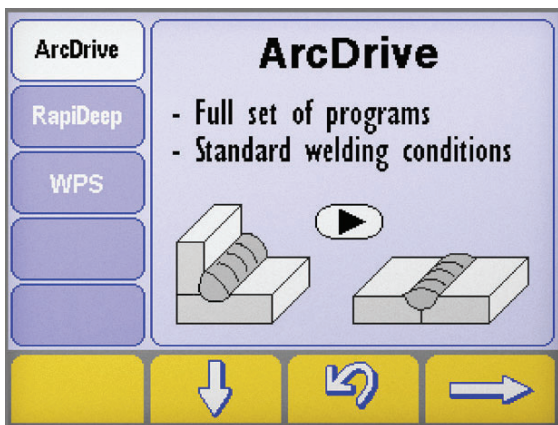 ArcDrive
RapiDeep
WPS
ArcDrive
- Full set of programs
- Standard welding conditions